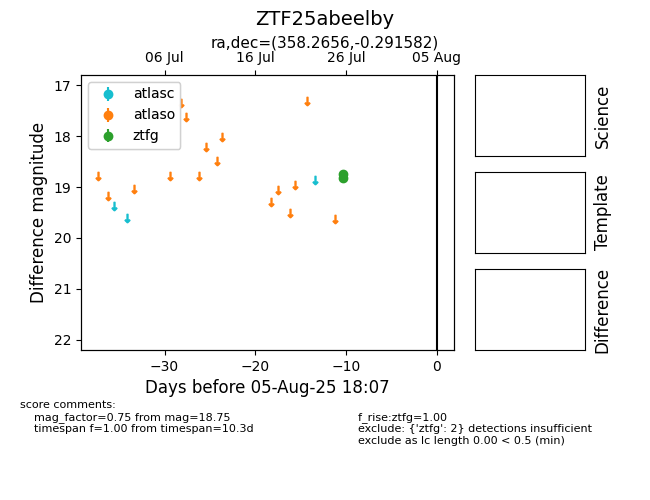 ZTF25abeelby
ra,dec=(358.2656,-0.291582)
06 Jul
16 Jul
26 Jul
05 Aug
atlasc
atlaso
ztfg
17
18
19
20
21
22
Difference magnitude
−30
−20
−10
0
Days before 05-Aug-25 18:07
Science
Template
Difference
score comments:
mag_factor=0.75 from mag=18.75
timespan f=1.00 from timespan=10.3d
f_rise:ztfg=1.00
exclude: {'ztfg': 2} detections insufficient
exclude as lc length 0.00 < 0.5 (min)